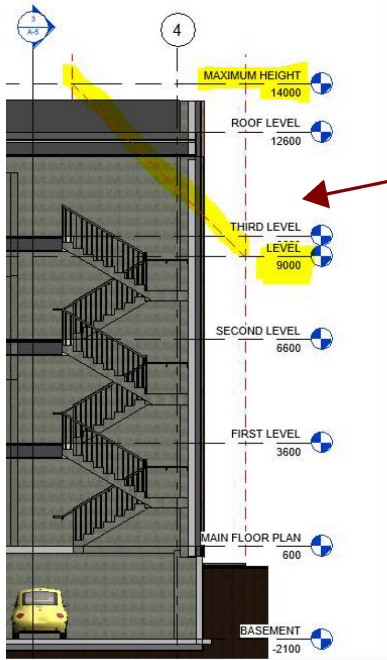 3
A-5
4
MAXIMUM HEIGHT
14000
ROOF LEVEL
12600
THIRD LEVEL
LEVEL
9000
SECOND LEVEL
6600
FIRST LEVEL
3600
MAIN FLOOR PLAN
600
BASEMENT
-2100